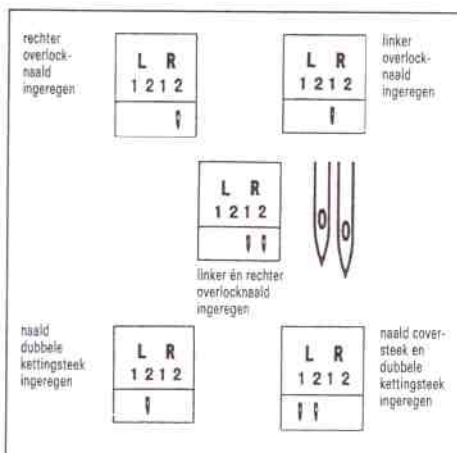 rechter
overlock-
naald
ingeregen
L R
1 2 1 2
linker
overlock-
naald
ingeregen
L R
1 2 1 2
L R
1 2 1 2
linker én rechter
overlocknaald
ingeregen
naald
dubbele
kettingsteek
ingeregen
L R
1 2 1 2
naald cover-
steek en
dubbele
kettingsteek
ingeregen
L R
1 2 1 2